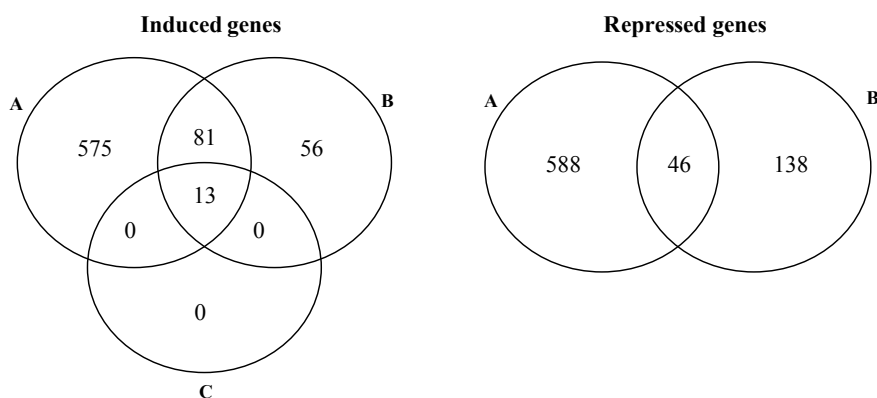 Induced genes
A
B
575
81
56
13
0
0
0
C
Repressed genes
A
B
588
46
138